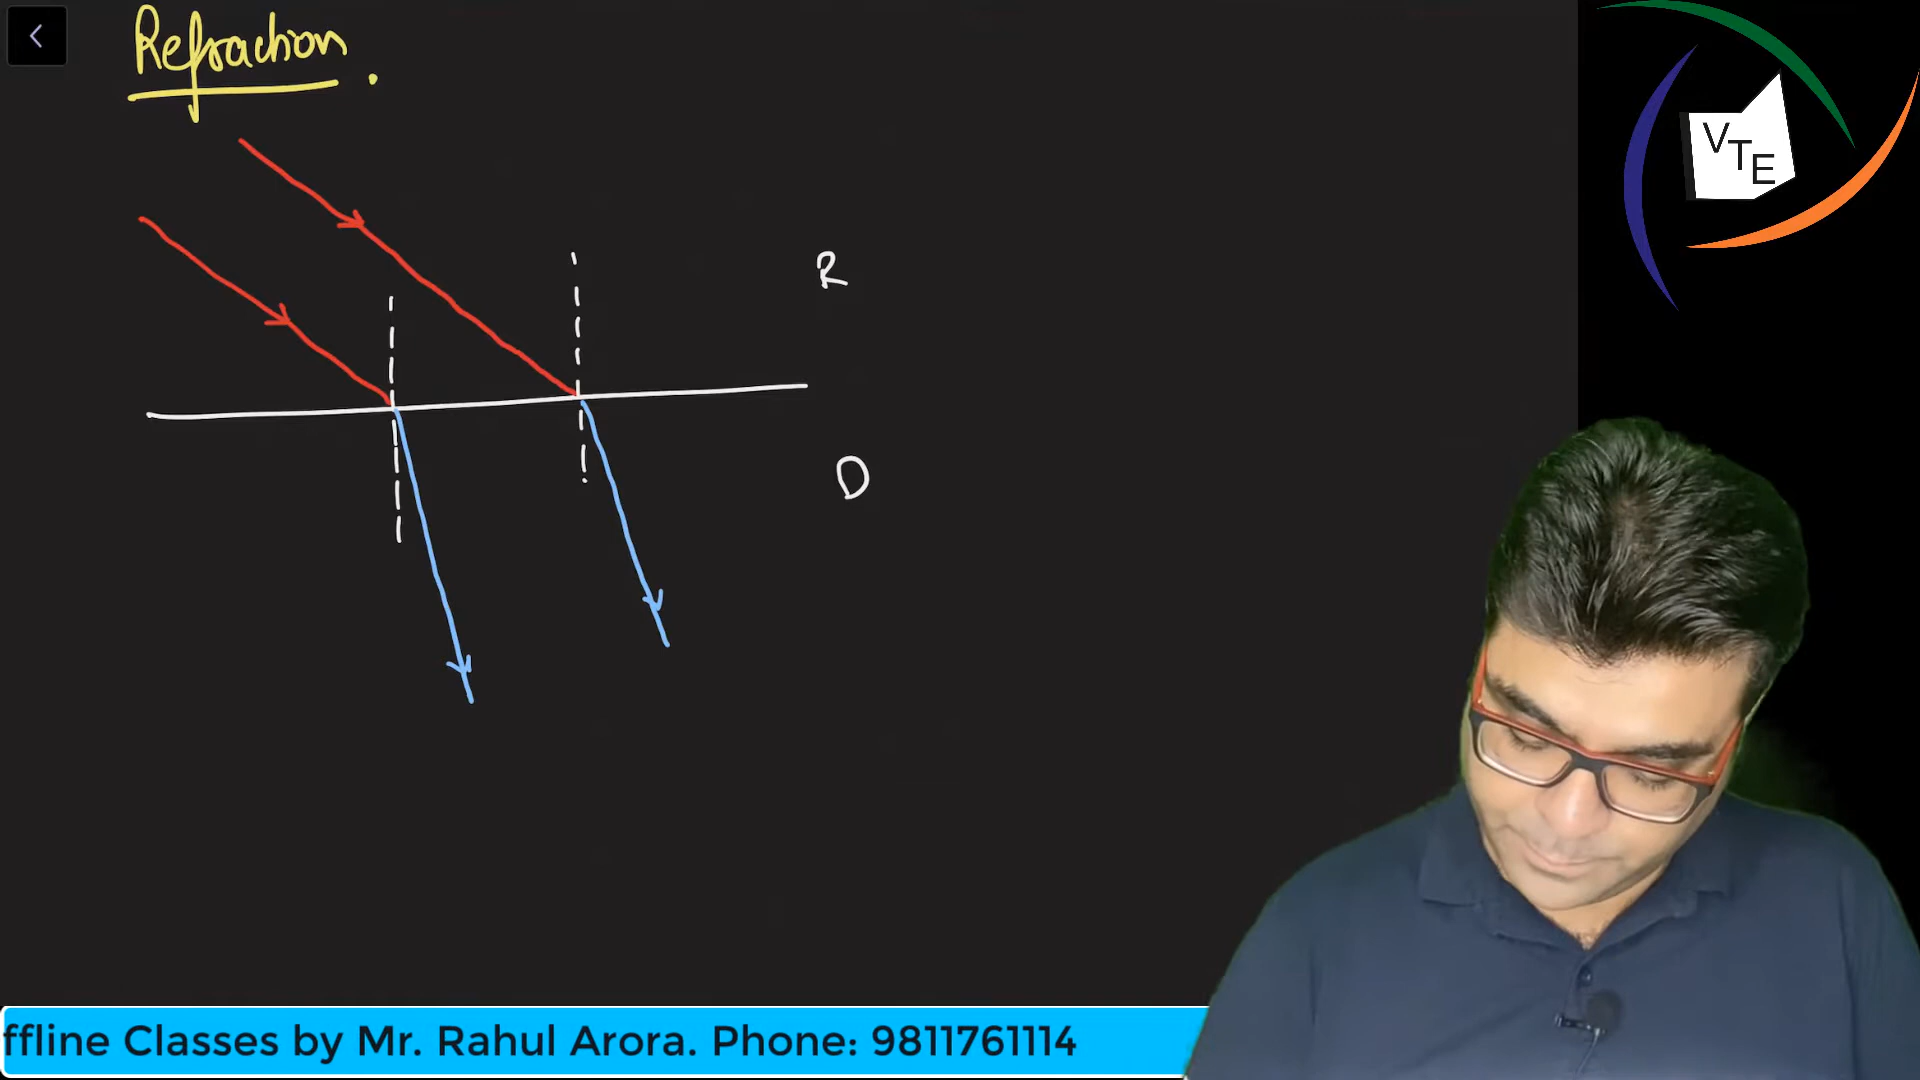 Refraction.
VTE
R
D
ffline Classes by Mr. Rahul Arora. Phone: 9811761114